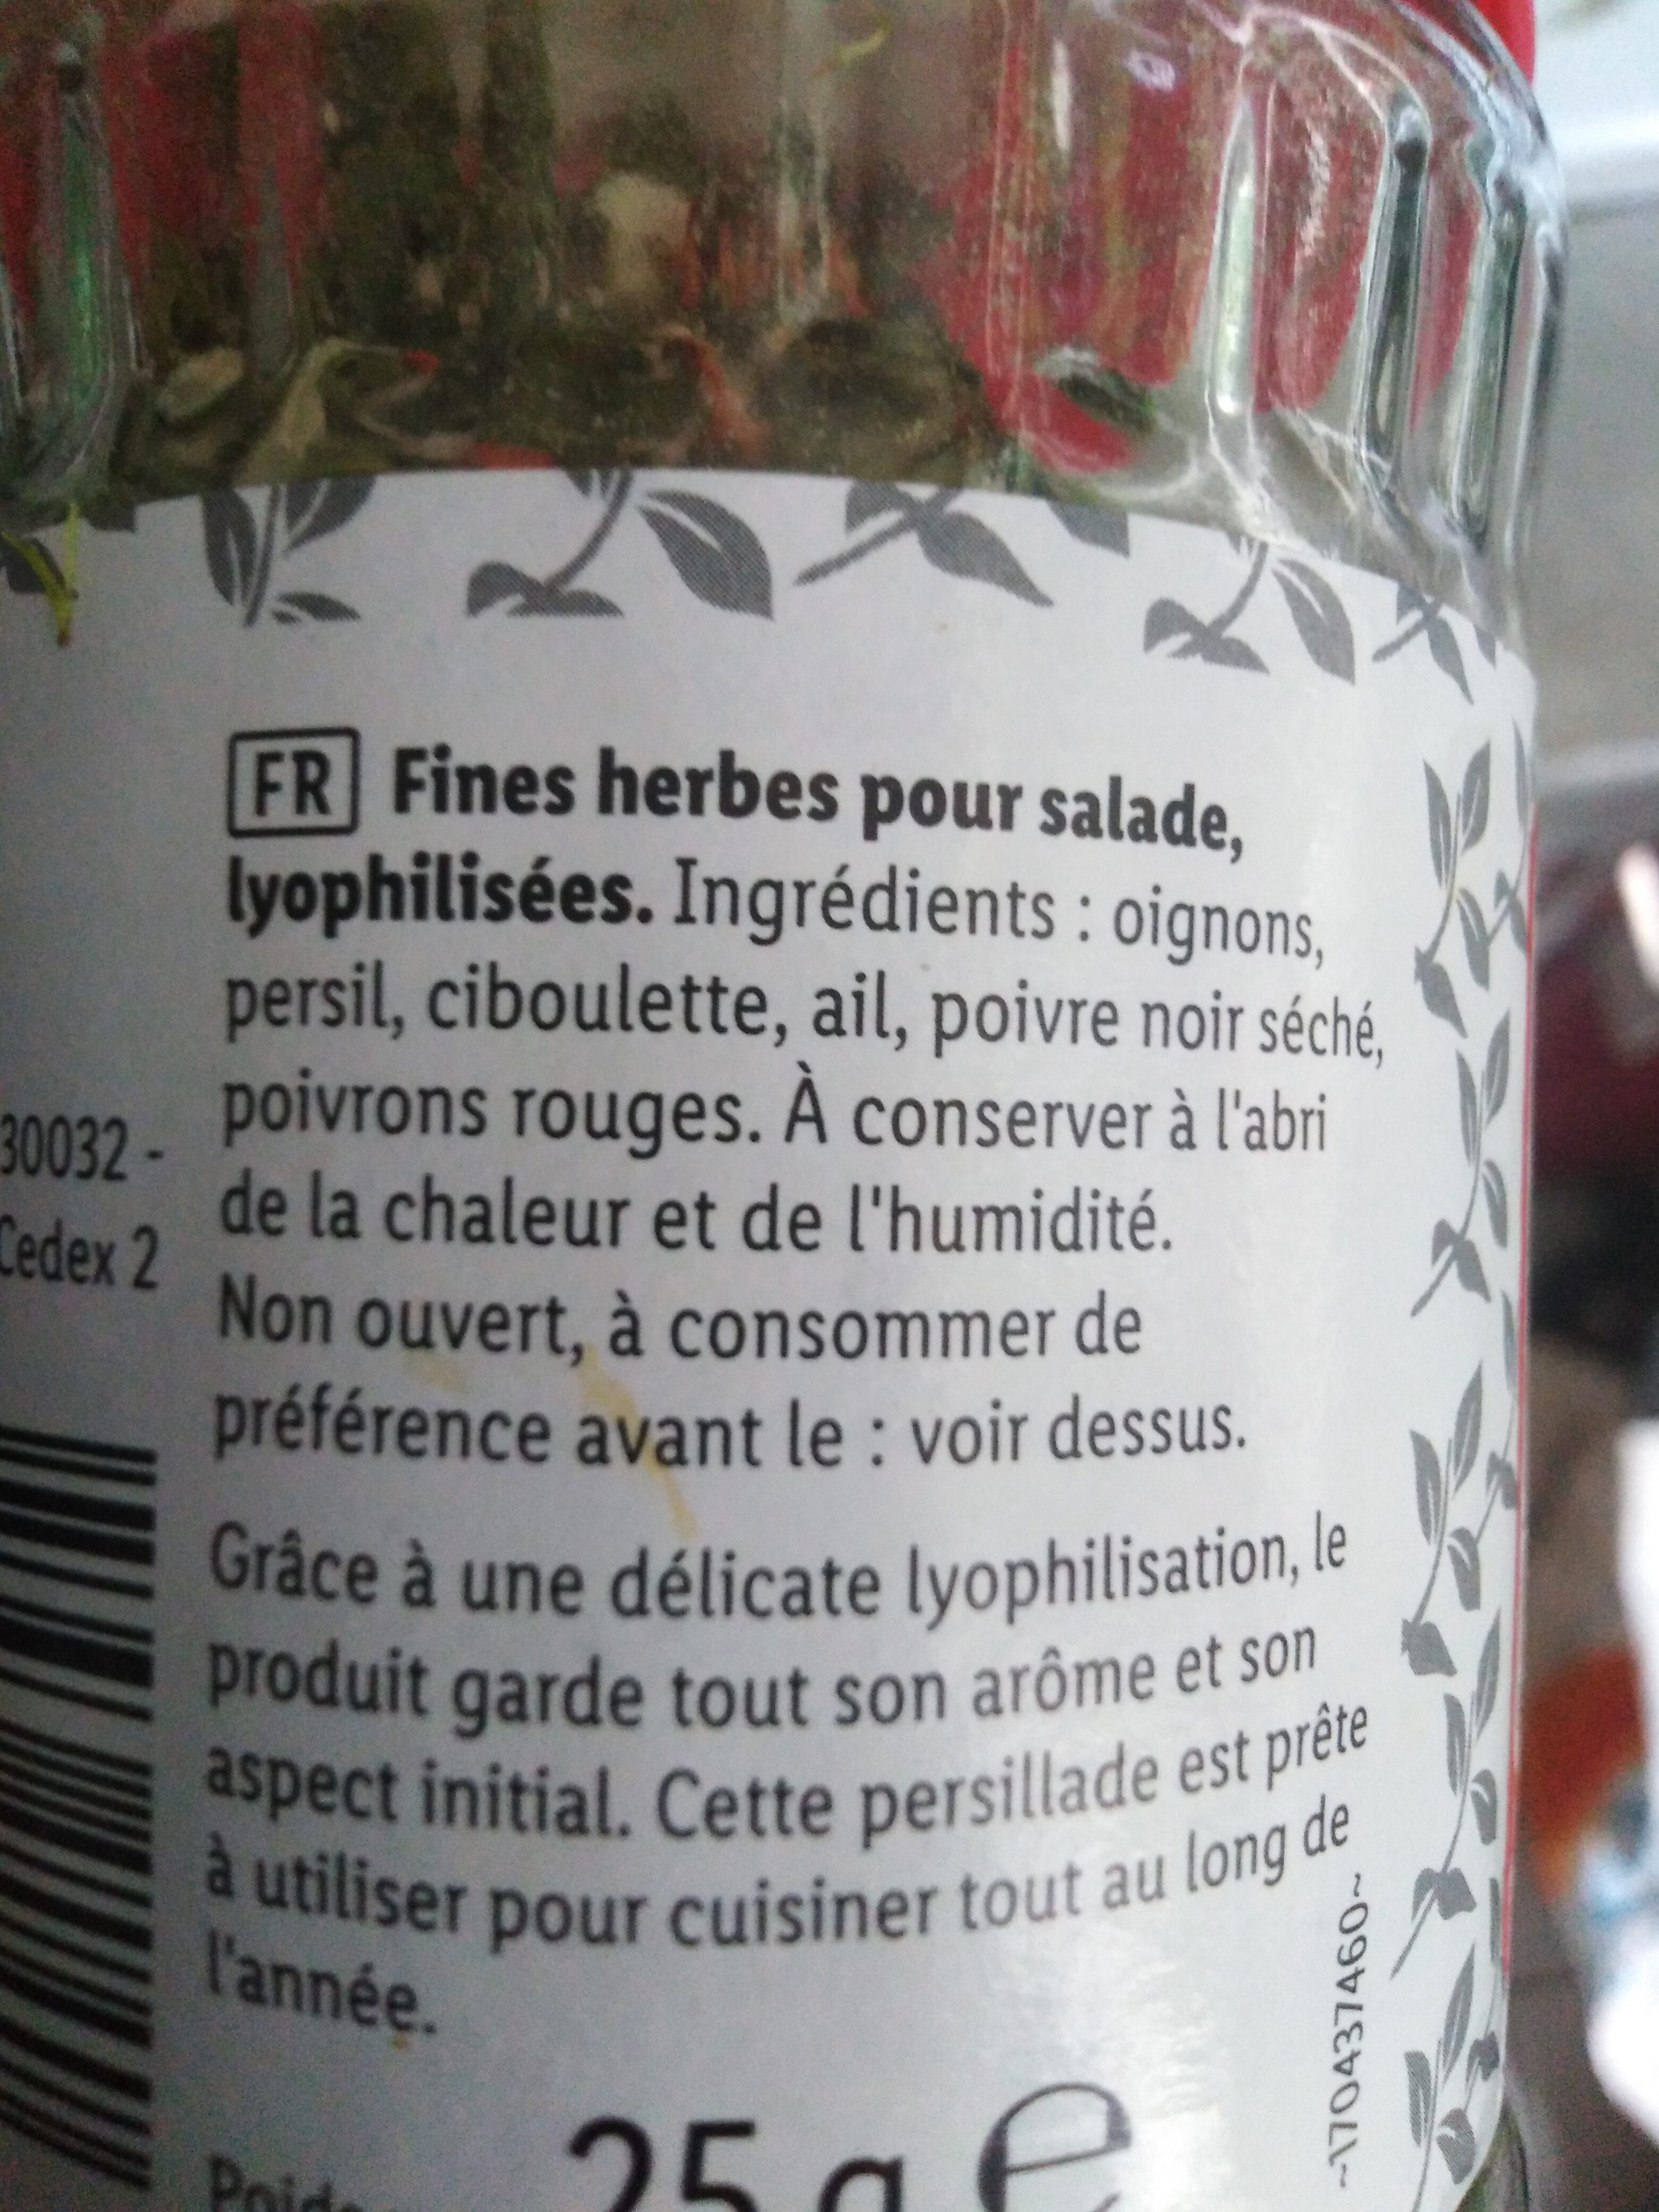 FR Fines herbes pour salade,
lyophilisées. Ingrédients : oignons,
persil, ciboulette, ail, poivre noir séché,
poivrons rouges. À conserver à l'abri
de la chaleur et de l'humidité.
Non ouvert, à consommer de
préférence avant le : voir dessus.
Grâce à une délicate lyophilisation, le
produit garde tout son arôme et son
aspect initial. Cette persillade est prête
à utiliser pour cuisiner tout au long de
l'année.
30032 -
Cedex 2
25 g e
~170437460~